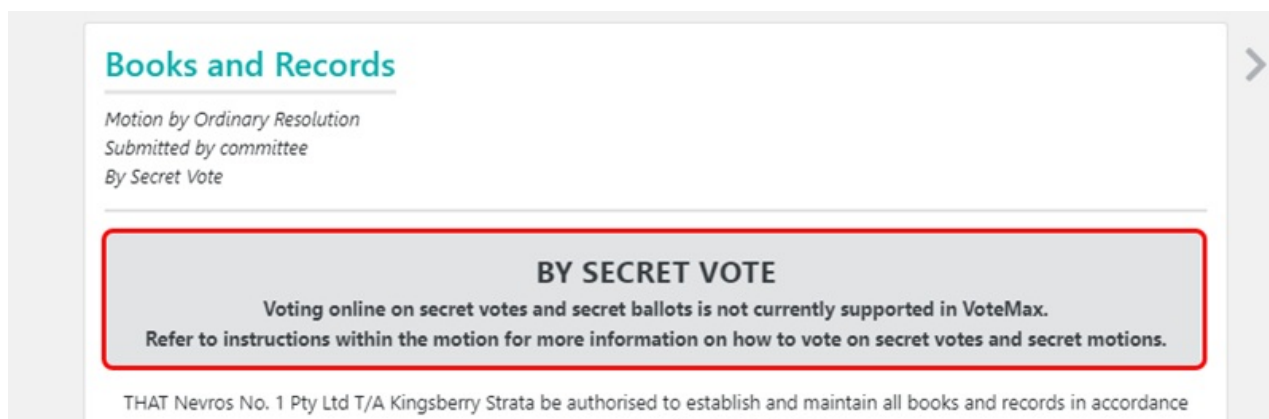 Books and Records
Motion by Ordinary Resolution
Submitted by committee
By Secret Vote
BY SECRET VOTE
Voting online on secret votes and secret ballots is not currently supported in VoteMax.
Refer to instructions within the motion for more information on how to vote on secret votes and secret motions.
THAT Nevros No. 1 Pty Ltd T/A Kingsberry Strata be authorised to establish and maintain all books and records in accordance